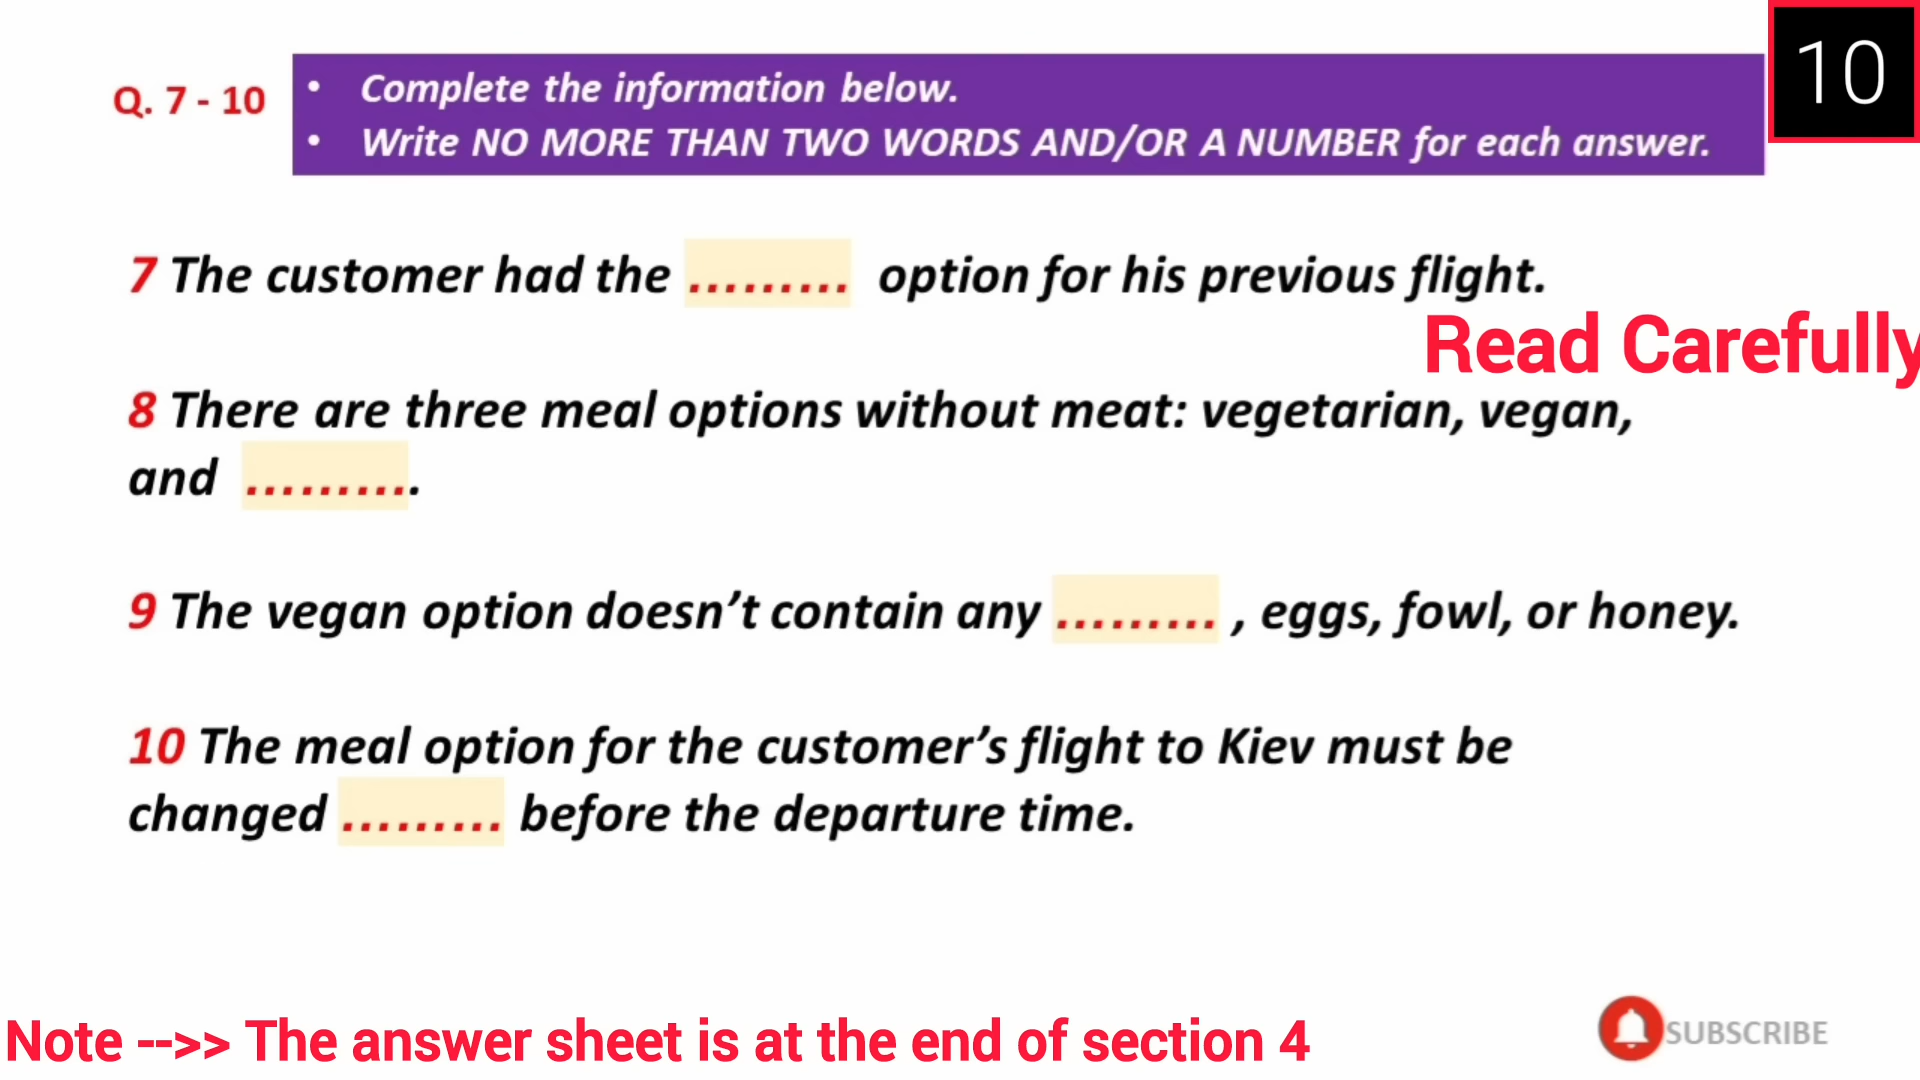 10
Q. 7 - 10
• Complete the information below.
• Write NO MORE THAN TWO WORDS AND/OR A NUMBER for each answer.
7 The customer had the ......... option for his previous flight.
Read Carefully
8 There are three meal options without meat: vegetarian, vegan,
and .........
9 The vegan option doesn’t contain any ......... , eggs, fowl, or honey.
10 The meal option for the customer’s flight to Kiev must be
changed ......... before the departure time.
Note -->> The answer sheet is at the end of section 4
SUBSCRIBE